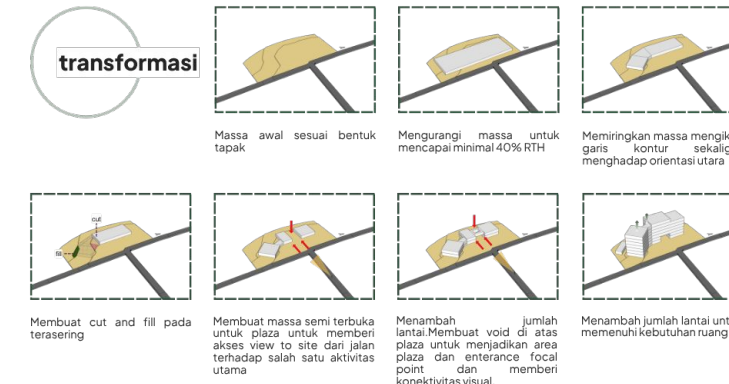 transformasi
Massa awal sesuai bentuk
tapak
Mengurangi massa untuk
mencapai minimal 40% RTH
Memiringkan massa
garis kontur
menghadap orientasi utara
cut
fill
Membuat cut and fill pada
terasering
Membuat massa semi terbuka
untuk plaza untuk memberi
akses view to site dari jalan
terhadap salah satu aktivitas
utama
Menambah jumlah
lantai.Membuat void di atas
plaza untuk menjadikan area
plaza dan enterance focal
point dan memberi
konektivitas visual
Menambah jumlah lantai
memenuhi kebutuhan ruang